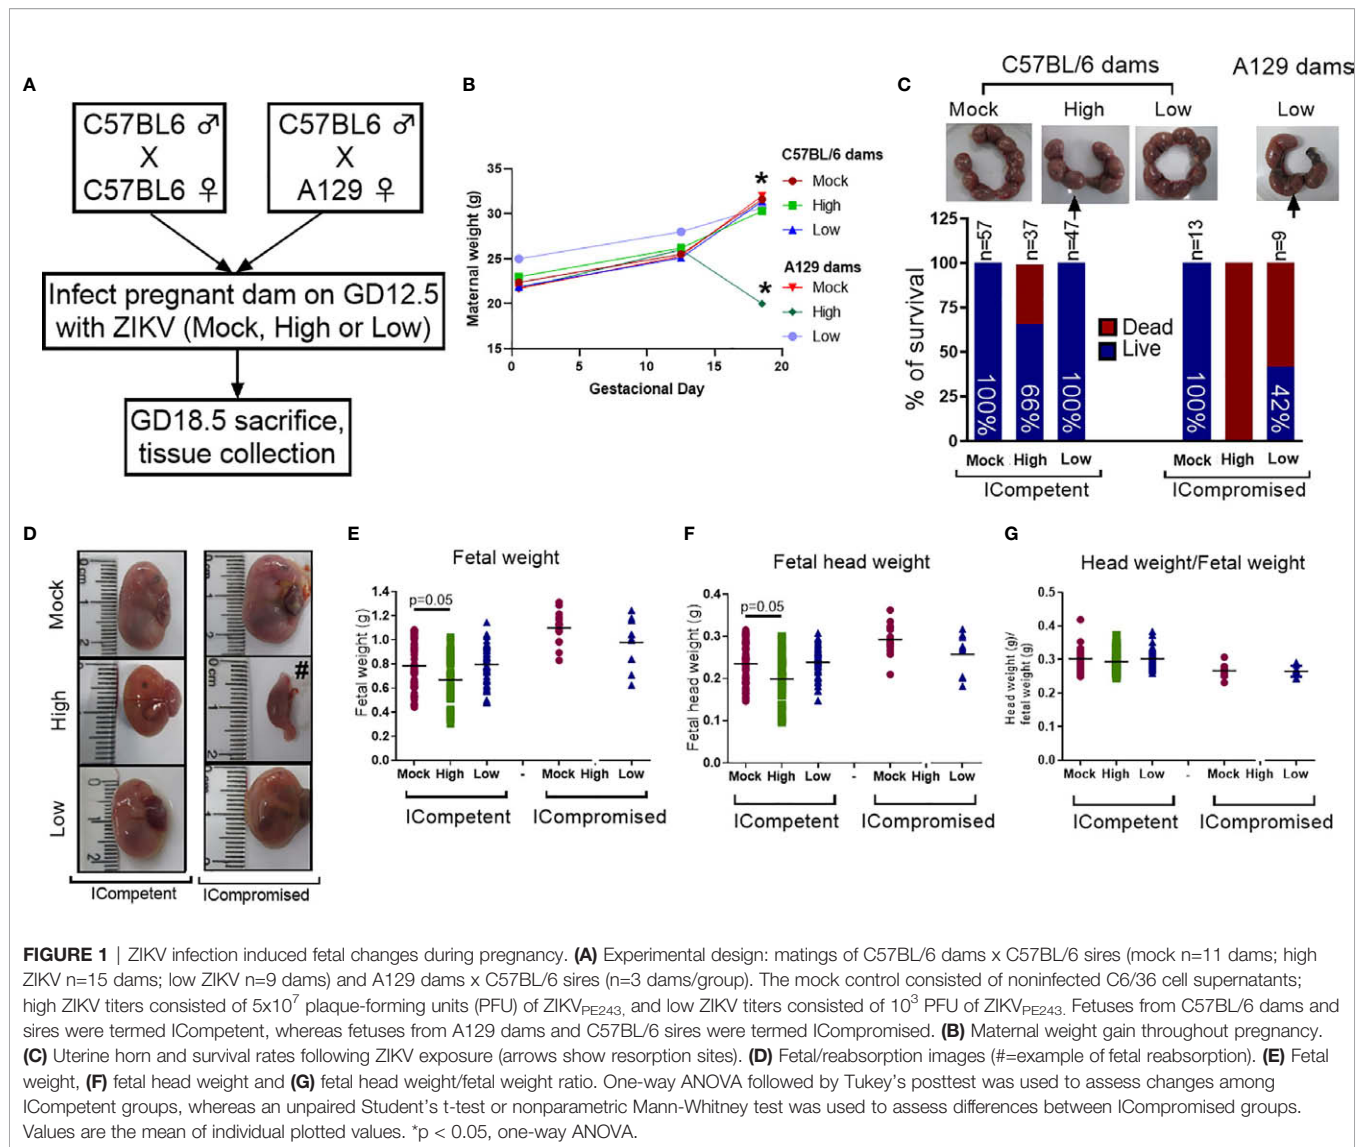 A
C57BL6 ♂
X
C57BL6 ♀
C57BL6 ♂
X
A129 ♀
Infect pregnant dam on GD12.5
with ZIKV (Mock, High or Low)
GD18.5 sacrifice,
tissue collection
B
Maternal weight (g)
35
30
25
20
15
0
5
10
15
20
Gestacional Day
*
*
C57BL/6 dams
Mock
High
Low
A129 dams
Mock
High
Low
C
C57BL/6 dams
A129 dams
Mock
High
Low
Low
% of survival
125
100
75
50
25
0
n=57
n=37
n=47
n=13
n=9
100%
66%
100%
100%
42%
Dead
Live
Mock High Low
Mock High Low
ICompetent
ICompromised
D
Mock
High
Low
#
ICompetent
ICompromised
E
Fetal weight
Fetal weight (g)
1.4
1.2
1.0
0.8
0.6
0.4
0.2
0.0
p=0.05
Mock High Low - Mock High Low
ICompetent
ICompromised
F
Fetal head weight
Fetal head weight (g)
0.4
0.3
0.2
0.1
0.0
p=0.05
Mock High Low - Mock High Low
ICompetent
ICompromised
G
Head weight/Fetal weight
Head weight (g)/
fetal weight (g)
0.5
0.4
0.3
0.2
0.1
0.0
Mock High Low - Mock High Low
ICompetent
ICompromised
FIGURE 1 | ZIKV infection induced fetal changes during pregnancy. (A) Experimental design: matings of C57BL/6 dams x C57BL/6 sires (mock n=11 dams; high
ZIKV n=15 dams; low ZIKV n=9 dams) and A129 dams x C57BL/6 sires (n=3 dams/group). The mock control consisted of noninfected C6/36 cell supernatants;
high ZIKV titers consisted of 5x10⁷ plaque-forming units (PFU) of ZIKV_PE243, and low ZIKV titers consisted of 10³ PFU of ZIKV_PE243. Fetuses from C57BL/6 dams and
sires were termed ICompetent, whereas fetuses from A129 dams and C57BL/6 sires were termed ICompromised. (B) Maternal weight gain throughout pregnancy.
(C) Uterine horn and survival rates following ZIKV exposure (arrows show resorption sites). (D) Fetal/reabsorption images (#=example of fetal reabsorption). (E) Fetal
weight, (F) fetal head weight and (G) fetal head weight/fetal weight ratio. One-way ANOVA followed by Tukey's posttest was used to assess changes among
ICompetent groups, whereas an unpaired Student's t-test or nonparametric Mann-Whitney test was used to assess differences between ICompromised groups.
Values are the mean of individual plotted values. *p < 0.05, one-way ANOVA.